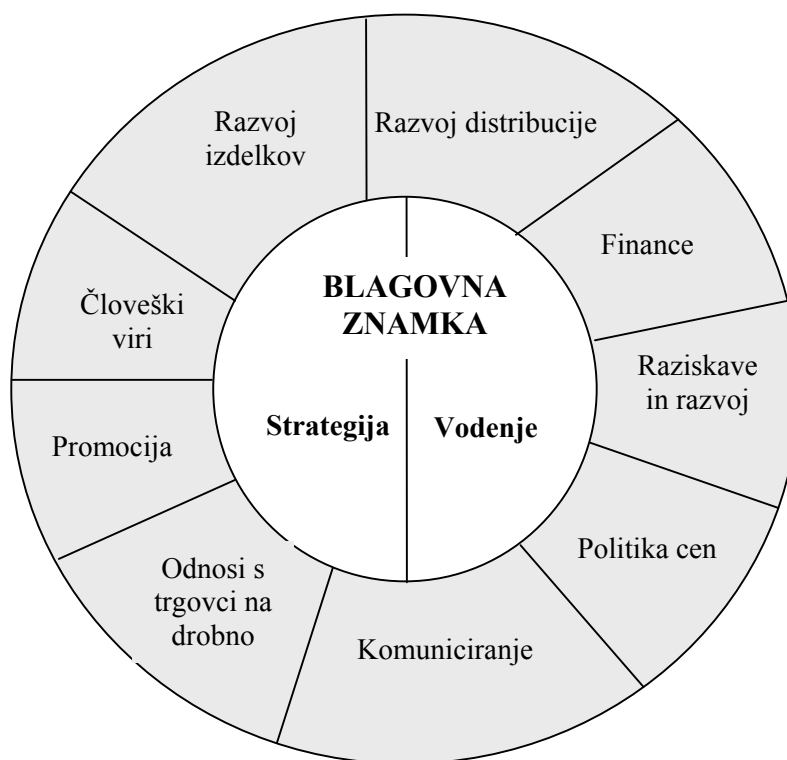 Razvoj
izdelkov
Razvoj distribucije
Finance
Raziskave
in razvoj
Politika cen
Komuniciranje
Odnosi s
trgovci na
drobno
Promocija
Človeški
viri
BLAGOVNA
ZNAMKA
Strategija
Vodenje